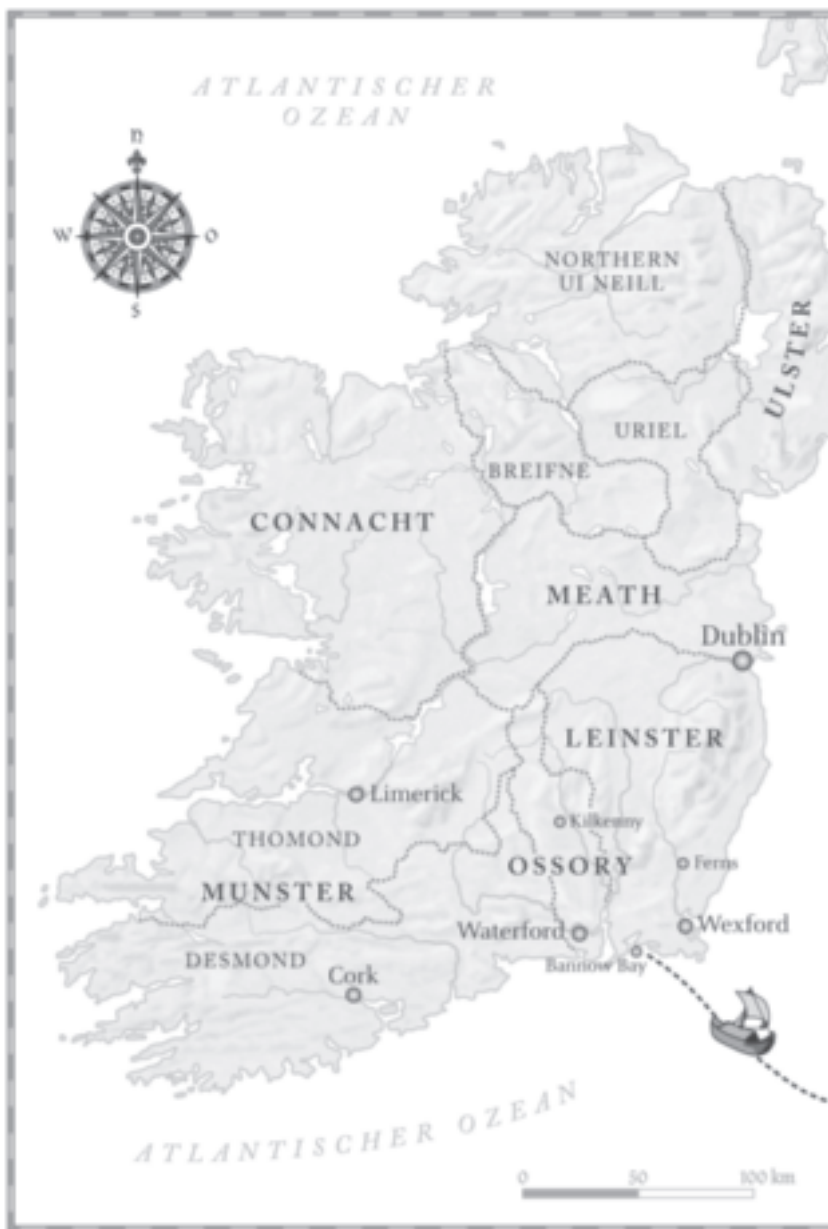 ATLANTISCHER
OZEAN
N
W
O
S
NORTHERN
UI NEILL
ULSTER
URIEL
BREIFNE
CONNACHT
MEATH
Dublin
LEINSTER
Limerick
Kilkenny
THOMOND
OSSORY
Ferns
MUNSTER
Waterford
Wexford
DESMOND
Bannow Bay
Cork
ATLANTISCHER OZEAN
0 50 100 km